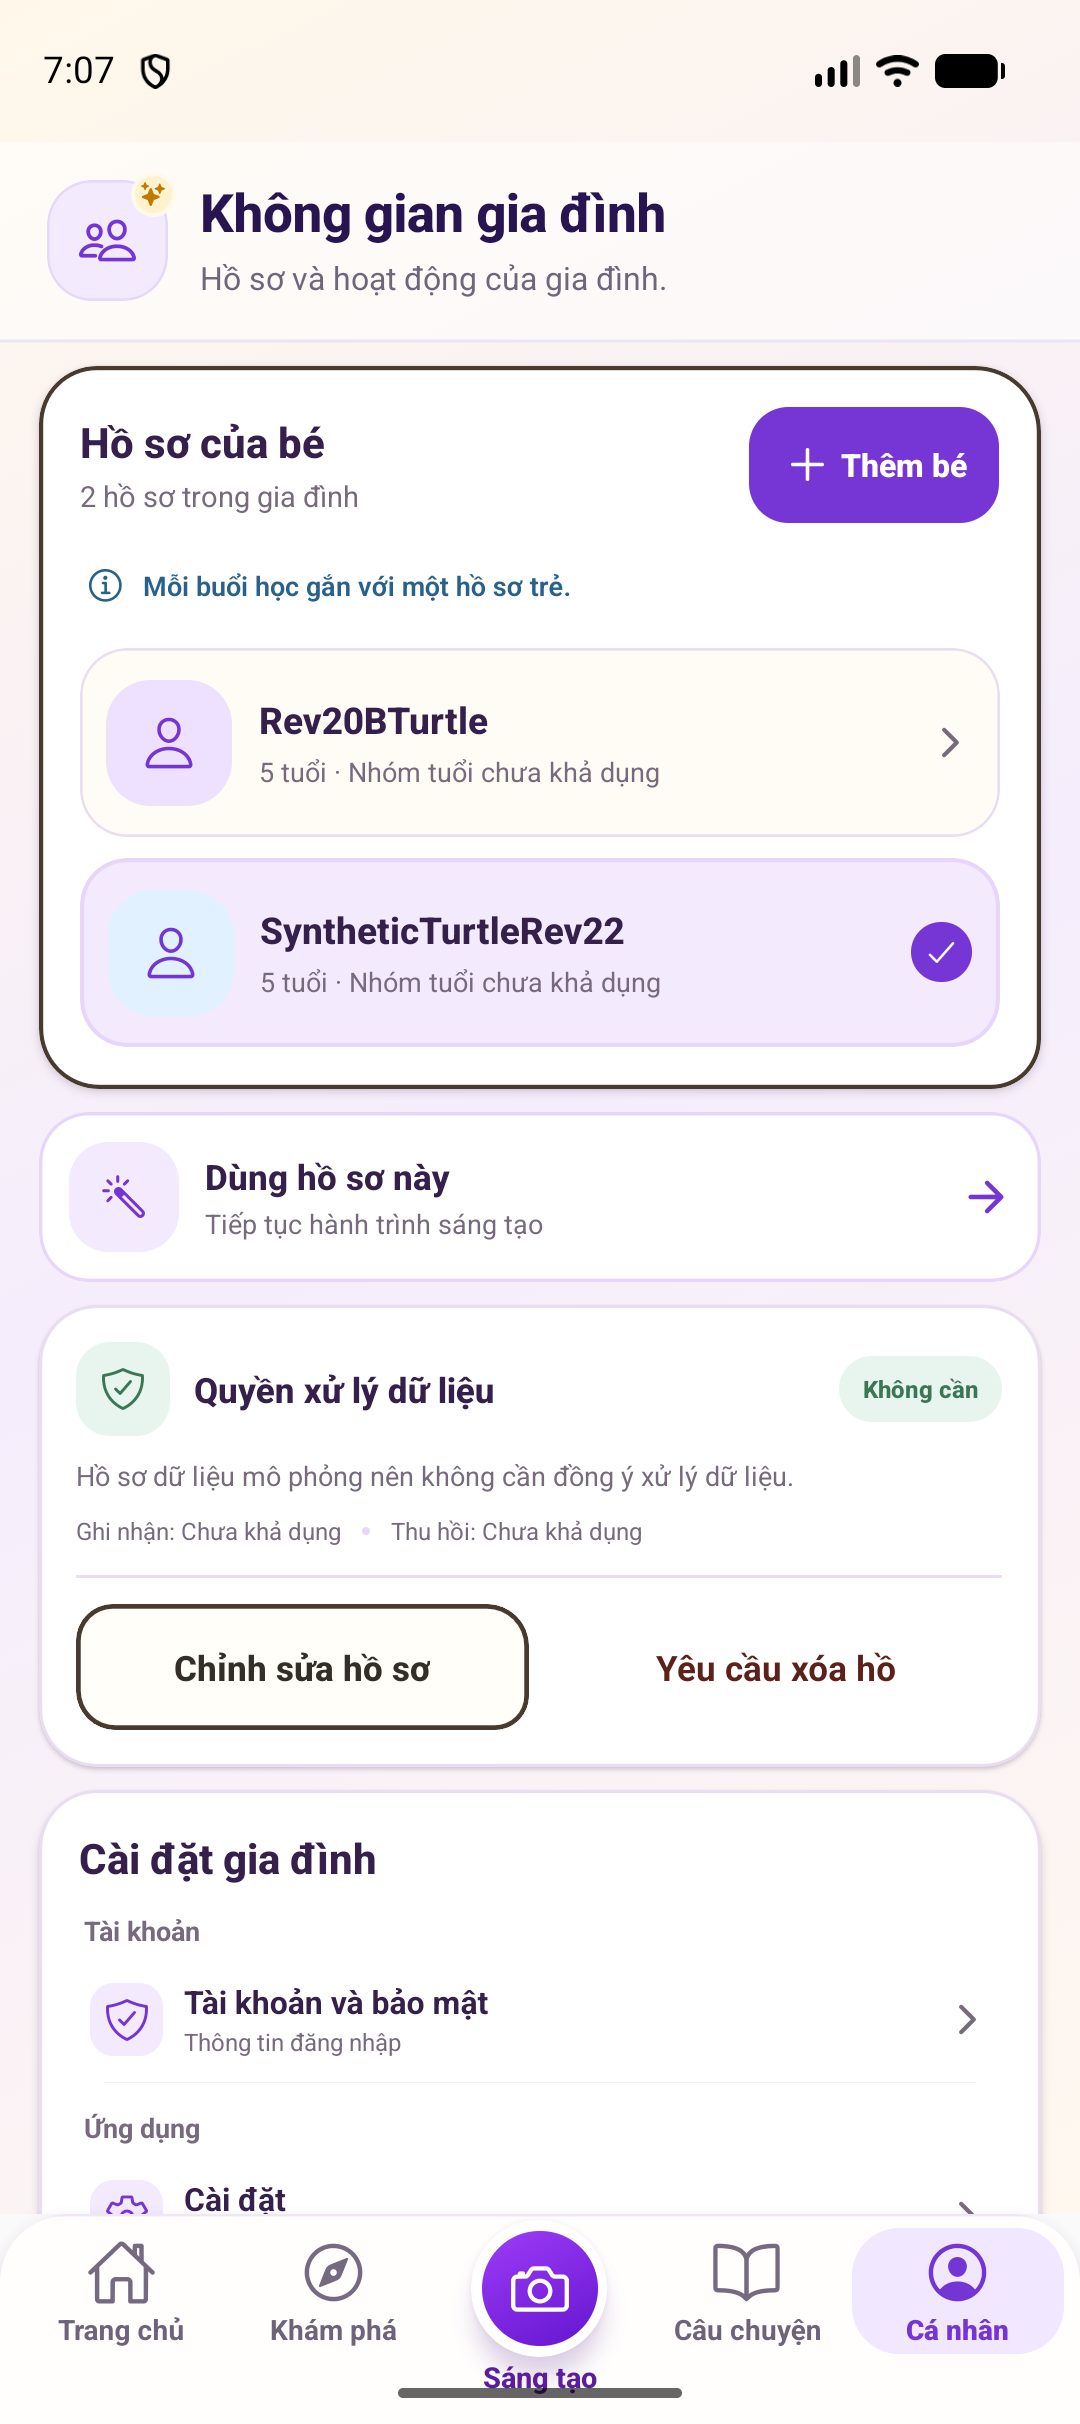 7:07
Không gian gia đình
Hồ sơ và hoạt động của gia đình.
Hồ sơ của bé
2 hồ sơ trong gia đình
Thêm bé
Mỗi buổi học gắn với một hồ sơ trẻ.
Rev20BTurtle
5 tuổi · Nhóm tuổi chưa khả dụng
SyntheticTurtleRev22
5 tuổi · Nhóm tuổi chưa khả dụng
Dùng hồ sơ này
Tiếp tục hành trình sáng tạo
Quyền xử lý dữ liệu
Không cần
Hồ sơ dữ liệu mô phỏng nên không cần đồng ý xử lý dữ liệu.
Ghi nhận: Chưa khả dụng • Thu hồi: Chưa khả dụng
Chỉnh sửa hồ sơ
Yêu cầu xóa hồ
Cài đặt gia đình
Tài khoản
Tài khoản và bảo mật
Thông tin đăng nhập
Ứng dụng
Cài đặt
Trang chủ
Khám phá
Sáng tạo
Câu chuyện
Cá nhân